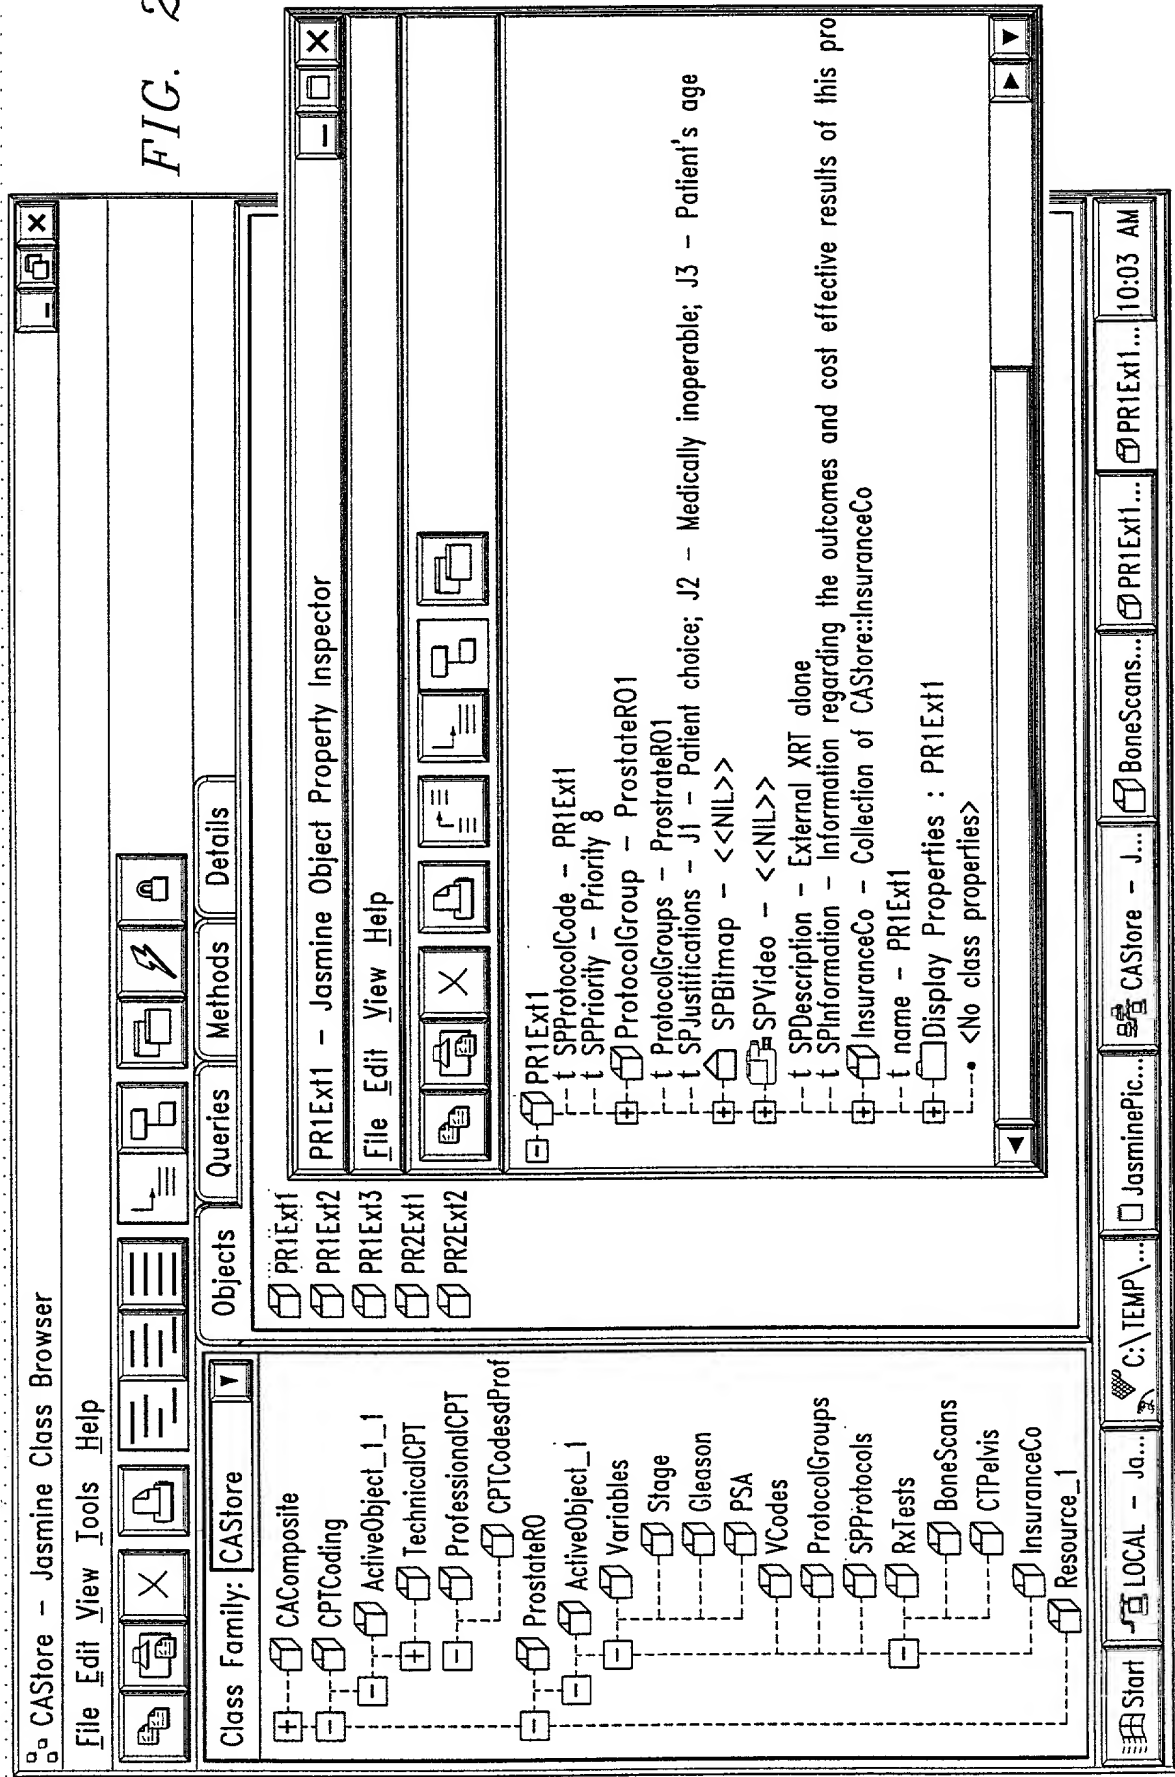 FIG. 2
CAStore - Jasmine Class Browser
File Edit View Tools Help
Class Family: CAStore
CAComposite
CPTCoding
ActiveObject_1_1
TechnicalCPT
ProfessionalCPT
CPTCodesdProf
ProstateRO
ActiveObject_1
Variables
Stage
Gleason
PSA
VCodes
ProtocolGroups
SPProtocols
RxTests
BoneScans
CTPelvis
InsuranceCo
Resource_1
Objects Queries Methods Details
PR1Ext1
PR1Ext2
PR1Ext3
PR2Ext1
PR2Ext2
PR1Ext1 - Jasmine Object Property Inspector
File Edit View Help
PR1Ext1
t SPProtocolCode - PR1Ext1
t SPPriority - Priority 8
ProtocolGroup - ProstateRO1
t ProtocolGroups - ProstrateRO1
t SPJustifications - J1 - Patient choice; J2 - Medically inoperable; J3 - Patient's age
SPBitmap - <<NIL>>
SPVideo - <<NIL>>
t SPDescription - External XRT alone
t SPInformation - Information regarding the outcomes and cost effective results of this pro
InsuranceCo - Collection of CAStore::InsuranceCo
t name - PR1Ext1
Display Properties : PR1Ext1
<No class properties>
Start LOCAL - Ja... C:\TEMP\... JasminePic... CAStore - J... BoneScans... PR1Ext1... PR1Ext1... 10:03 AM